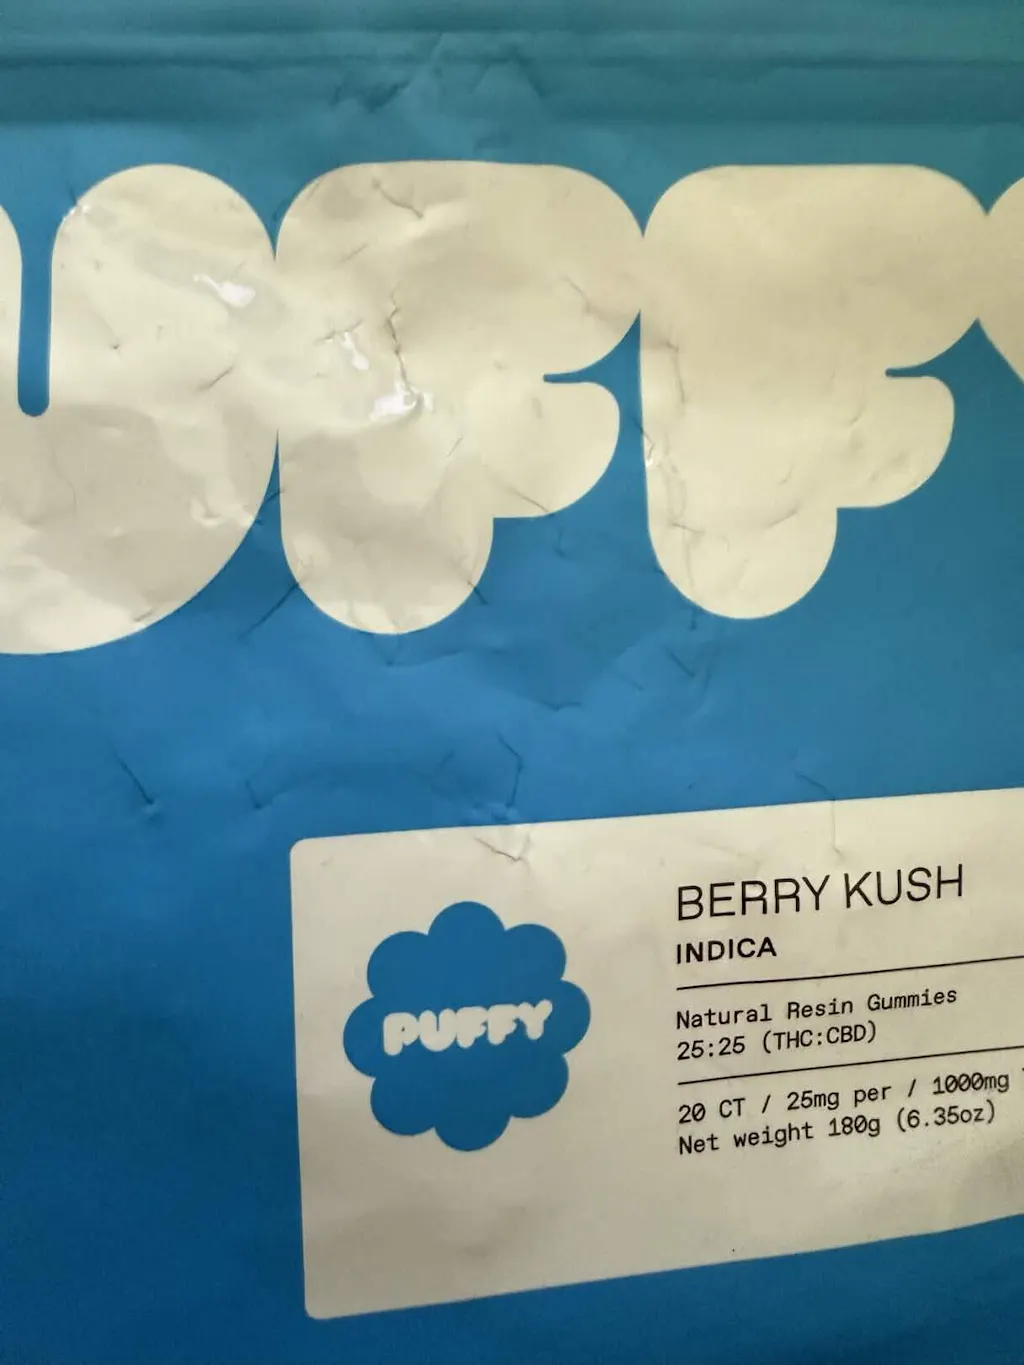 UFFY
BERRY KUSH
INDICA
PUFFY
Natural Resin Gummies
25:25 (THC:CBD)
20 CT / 25mg per / 1000mg
Net weight 180g (6.35oz)